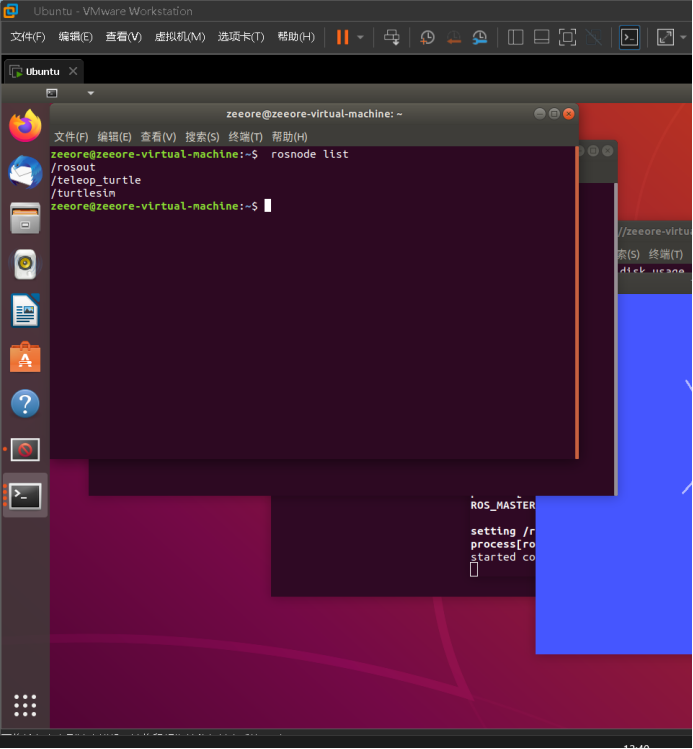 Ubuntu - VMware Workstation
文件(F) 编辑(E) 查看(V) 虚拟机(M) 选项卡(T) 帮助(H)
Ubuntu
zeeore@zeeore-virtual-machine: ~
文件(F) 编辑(E) 查看(V) 搜索(S) 终端(T) 帮助(H)
zeeore@zeeore-virtual-machine:~$  rosnode list
/rosout
/teleop_turtle
/turtlesim
zeeore@zeeore-virtual-machine:~$
//zeeore-virtua
索(S) 终端(T)
disk usage
ROS_MASTER
setting /r
process[ro
started co